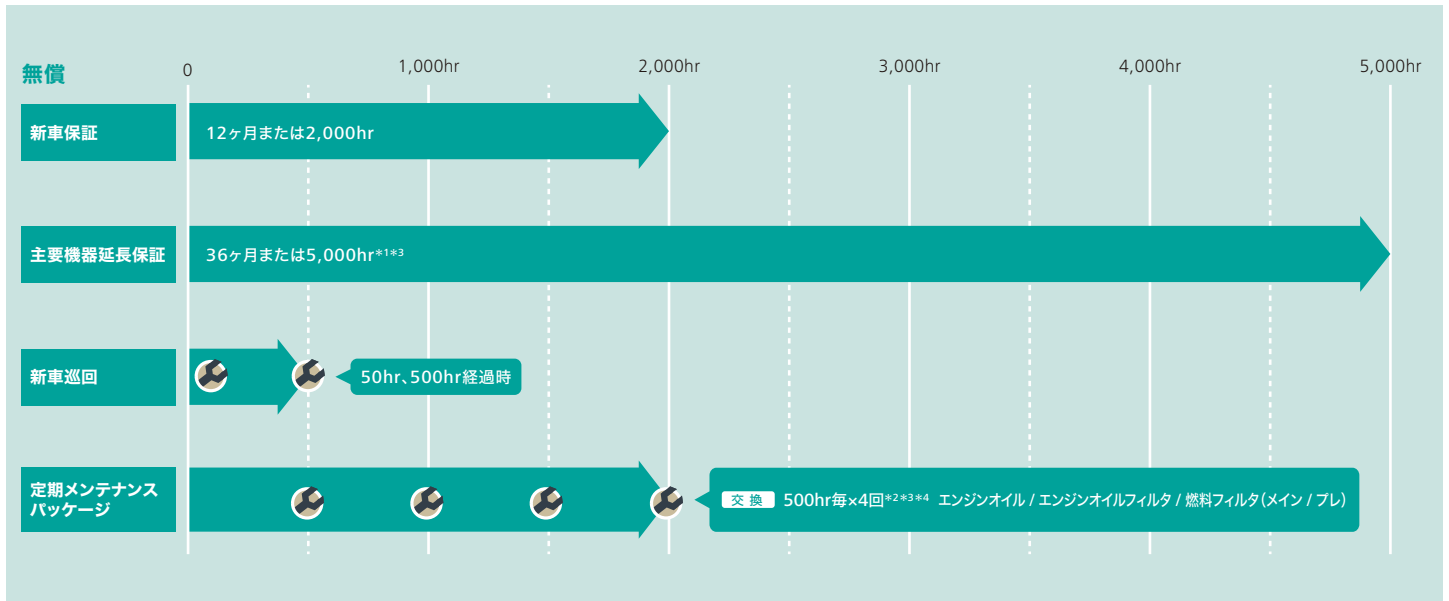 無償
0 1,000hr 2,000hr 3,000hr 4,000hr 5,000hr
新車保証
12ヶ月または2,000hr
主要機器延長保証
36ヶ月または5,000hr*1*3
新車巡回
50hr、500hr経過時
定期メンテナンス
パッケージ
交換 500hr毎×4回*2*3*4 エンジンオイル / エンジンオイルフィルタ / 燃料フィルタ(メイン / プレ)